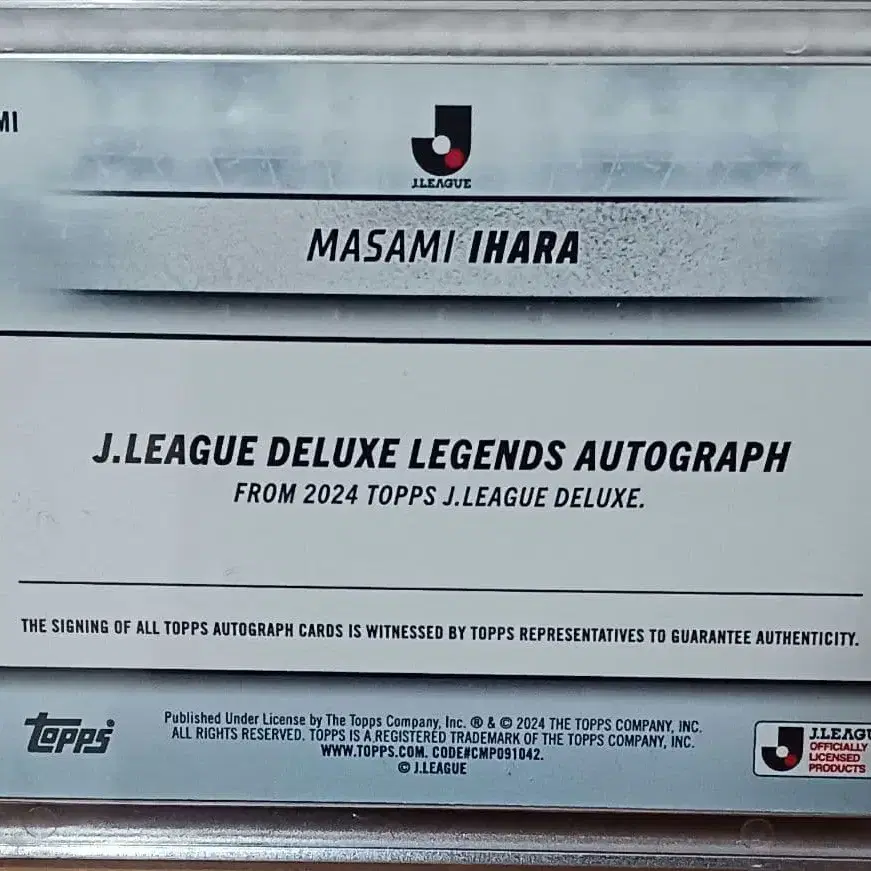 MI
J.LEAGUE
MASAMI IHARA
J.LEAGUE DELUXE LEGENDS AUTOGRAPH
FROM 2024 TOPPS J.LEAGUE DELUXE.
THE SIGNING OF ALL TOPPS AUTOGRAPH CARDS IS WITNESSED BY TOPPS REPRESENTATIVES TO GUARANTEE AUTHENTICITY.
topps
Published Under License by The Topps Company, Inc. ® & © 2024 THE TOPPS COMPANY, INC.
ALL RIGHTS RESERVED. TOPPS IS A REGISTERED TRADEMARK OF THE TOPPS COMPANY, INC.
WWW.TOPPS.COM. CODE#CMP091042.
© J.LEAGUE
J.LEAGU
OFFICIALLY
LICENSED
PRODUCTS